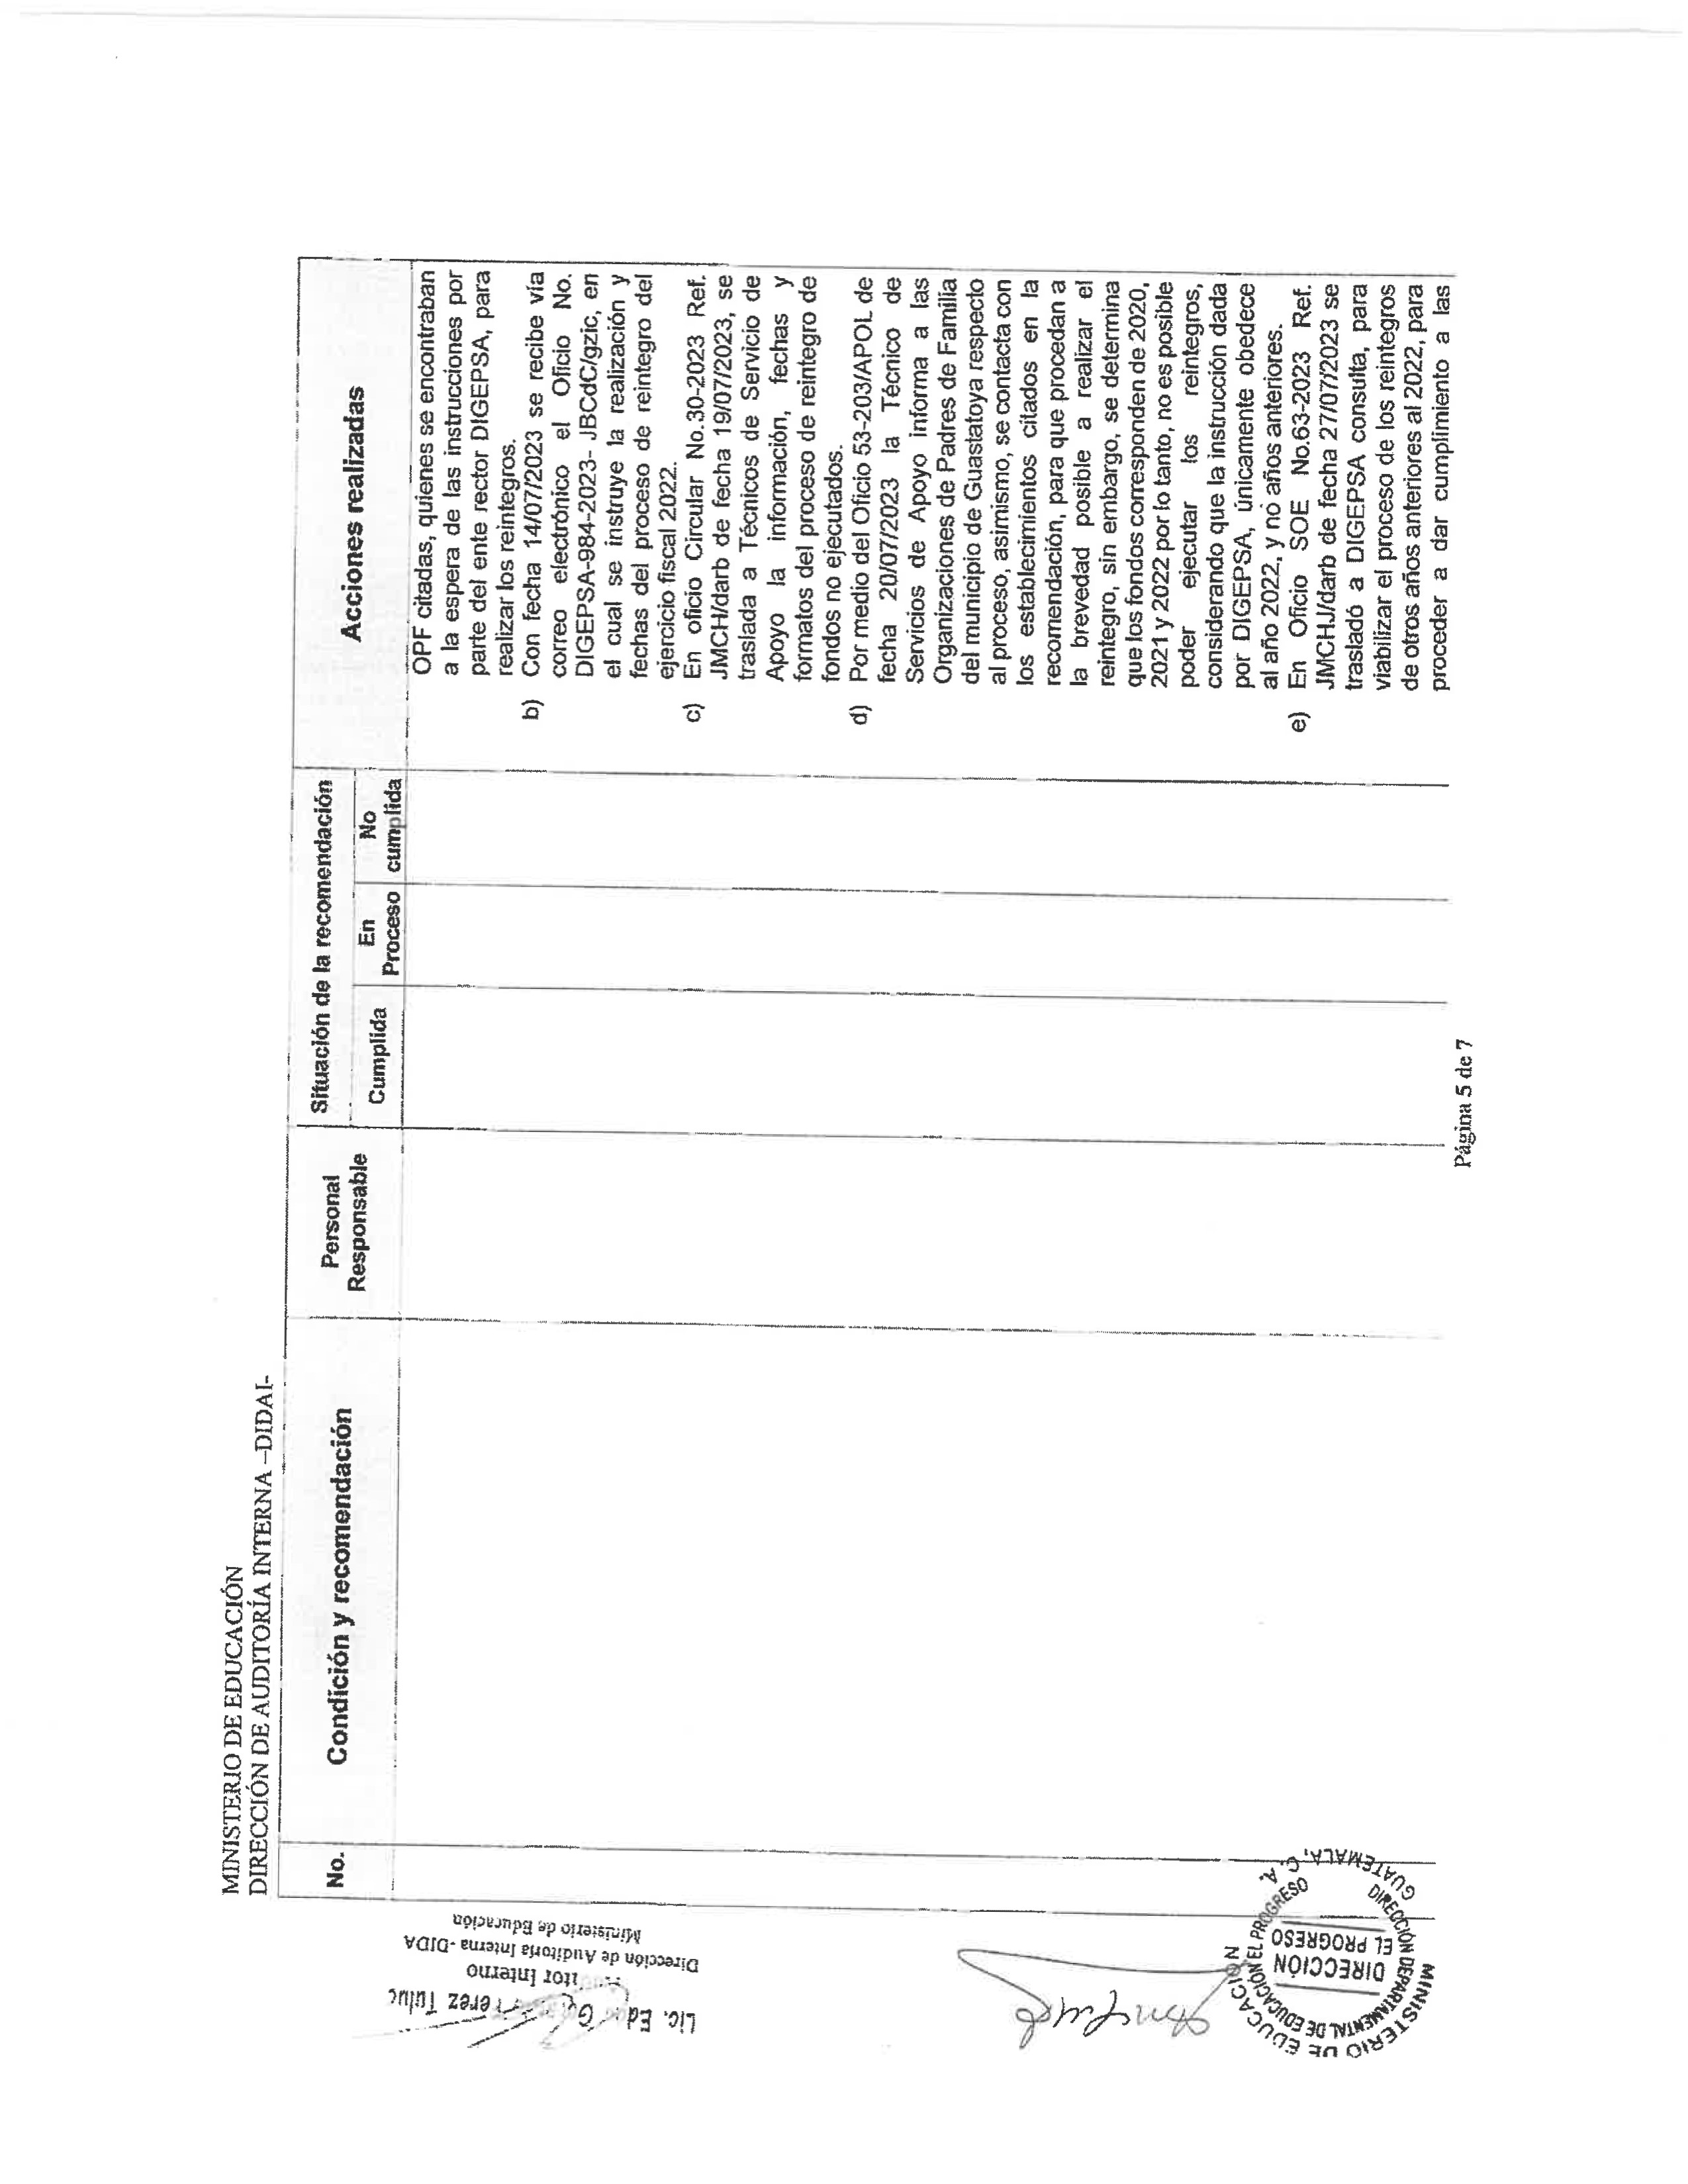 MINISTERIO DE EDUCACIÓN
DIRECCIÓN DE AUDITORÍA INTERNA –DIDAI-
No.
Condición y recomendación
Personal
Responsable
Situación de la recomendación
Cumplida
En
Proceso
No
cumplida
Acciones realizadas
OPF citadas, quienes se encontraban
a la espera de las instrucciones por
parte del ente rector DIGEPSA, para
realizar los reintegros.
b) Con fecha 14/07/2023 se recibe vía
correo electrónico el Oficio No.
DIGEPSA-984-2023- JBCdC/gzic, en
el cual se instruye la realización y
fechas del proceso de reintegro del
ejercicio fiscal 2022.
c) En oficio Circular No.30-2023 Ref.
JMCH/darb de fecha 19/07/2023, se
traslada a Técnicos de Servicio de
Apoyo la información, fechas y
formatos del proceso de reintegro de
fondos no ejecutados.
d) Por medio del Oficio 53-203/APOL de
fecha 20/07/2023 la Técnico de
Servicios de Apoyo informa a las
Organizaciones de Padres de Familia
del municipio de Guastatoya respecto
al proceso, asimismo, se contacta con
los establecimientos citados en la
recomendación, para que procedan a
la brevedad posible a realizar el
reintegro, sin embargo, se determina
que los fondos corresponden de 2020,
2021 y 2022 por lo tanto, no es posible
poder ejecutar los reintegros,
considerando que la instrucción dada
por DIGEPSA, únicamente obedece
al año 2022, y no años anteriores.
e) En Oficio SOE No.63-2023 Ref.
JMCHJ/darb de fecha 27/07/2023 se
trasladó a DIGEPSA consulta, para
viabilizar el proceso de los reintegros
de otros años anteriores al 2022, para
proceder a dar cumplimiento a las
Página 5 de 7
Lic. Pérez Tuluc
Interno
Dirección de Auditoría Interna -DIDA
Ministerio de Educación
MINISTERIO DE EDUCACIÓN
DIRECCIÓN DEPARTAMENTAL DE EDUCACIÓN EL PROGRESO
DIRECCIÓN
EL PROGRESO
GUATEMALA, C. A.